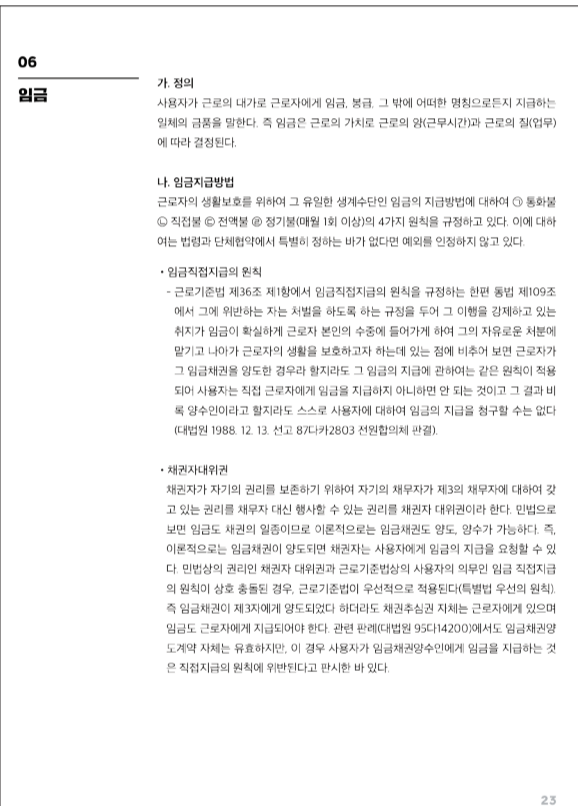 06
임금
가. 정의
사용자가 근로의 대가로 근로자에게 임금, 봉급, 그 밖에 어떠한 명칭으로든지 지급하는
일체의 금품을 말한다. 즉 임금은 근로의 가치로 근로의 양(근무시간)과 근로의 질(업무)
에 따라 결정된다.
나. 임금지급방법
근로자의 생활보호를 위하여 그 유일한 생계수단인 임금의 지급방법에 대하여 ㉠ 통화불
㉡ 직접불 ㉢ 전액불 ㉣ 정기불(매월 1회 이상)의 4가지 원칙을 규정하고 있다. 이에 대하
여는 법령과 단체협약에서 특별히 정하는 바가 없다면 예외를 인정하지 않고 있다.
• 임금직접지급의 원칙
- 근로기준법 제36조 제1항에서 임금직접지급의 원칙을 규정하는 한편 동법 제109조
에서 그에 위반하는 자는 처벌을 하도록 하는 규정을 두어 그 이행을 강제하고 있는
취지가 임금이 확실하게 근로자 본인의 수중에 들어가게 하여 그의 자유로운 처분에
맡기고 나아가 근로자의 생활을 보호하고자 하는데 있는 점에 비추어 보면 근로자가
그 임금채권을 양도한 경우라 할지라도 그 임금의 지급에 관하여는 같은 원칙이 적용
되어 사용자는 직접 근로자에게 임금을 지급하지 아니하면 안 되는 것이고 그 결과 비
록 양수인이라고 할지라도 스스로 사용자에 대하여 임금의 지급을 청구할 수는 없다
(대법원 1988. 12. 13. 선고 87다카2803 전원합의체 판결).
• 채권자대위권
채권자가 자기의 권리를 보존하기 위하여 자기의 채무자가 제3의 채무자에 대하여 갖
고 있는 권리를 채무자 대신 행사할 수 있는 권리를 채권자 대위권이라 한다. 민법으로
보면 임금도 채권의 일종이므로 이론적으로는 임금채권도 양도, 양수가 가능하다. 즉,
이론적으로는 임금채권이 양도되면 채권자는 사용자에게 임금의 지급을 요청할 수 있
다. 민법상의 권리인 채권자 대위권과 근로기준법상의 사용자의 의무인 임금 직접지급
의 원칙이 상호 충돌된 경우, 근로기준법이 우선적으로 적용된다(특별법 우선의 원칙).
즉 임금채권이 제3자에게 양도되었다 하더라도 채권추심권 자체는 근로자에게 있으며
임금도 근로자에게 지급되어야 한다. 관련 판례(대법원 95다14200)에서도 임금채권양
도계약 자체는 유효하지만, 이 경우 사용자가 임금채권양수인에게 임금을 지급하는 것
은 직접지급의 원칙에 위반된다고 판시한 바 있다.
23